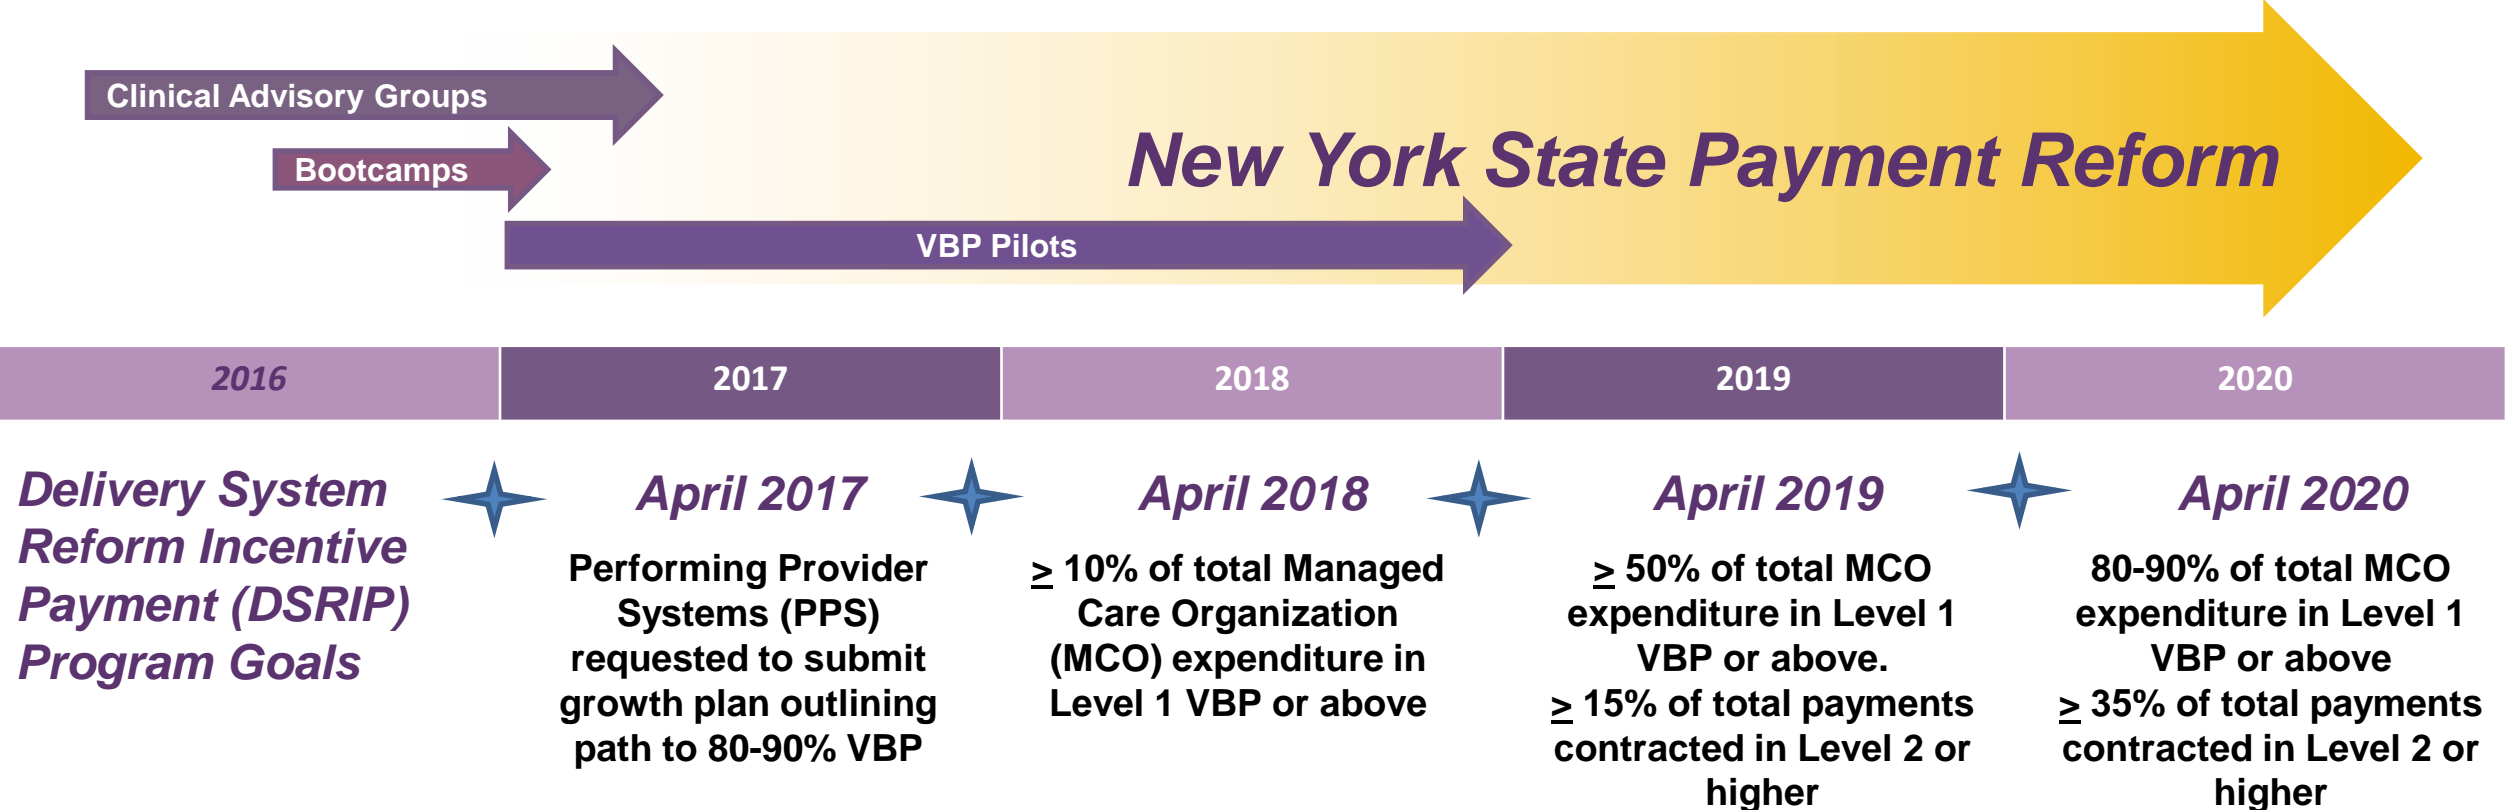 Clinical Advisory Groups
Bootcamps
New York State Payment Reform
VBP Pilots
2016
2017
2018
2019
2020
Delivery System
Reform Incentive
Payment (DSRIP)
Program Goals
April 2017
Performing Provider
Systems (PPS)
requested to submit
growth plan outlining
path to 80-90% VBP
April 2018
≥ 10% of total Managed
Care Organization
(MCO) expenditure in
Level 1 VBP or above
April 2019
≥ 50% of total MCO
expenditure in Level 1
VBP or above.
≥ 15% of total payments
contracted in Level 2 or
higher
April 2020
80-90% of total MCO
expenditure in Level 1
VBP or above
≥ 35% of total payments
contracted in Level 2 or
higher